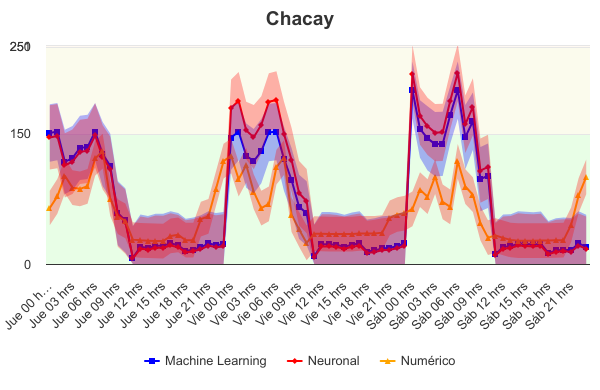 Chacay
250
150
0
Jue 00 h...
Jue 03 hrs
Jue 06 hrs
Jue 09 hrs
Jue 12 hrs
Jue 15 hrs
Jue 18 hrs
Jue 21 hrs
Vie 00 hrs
Vie 03 hrs
Vie 06 hrs
Vie 09 hrs
Vie 12 hrs
Vie 15 hrs
Vie 18 hrs
Vie 21 hrs
Sáb 00 hrs
Sáb 03 hrs
Sáb 06 hrs
Sáb 09 hrs
Sáb 12 hrs
Sáb 15 hrs
Sáb 18 hrs
Sáb 21 hrs
Machine Learning Neuronal Numérico